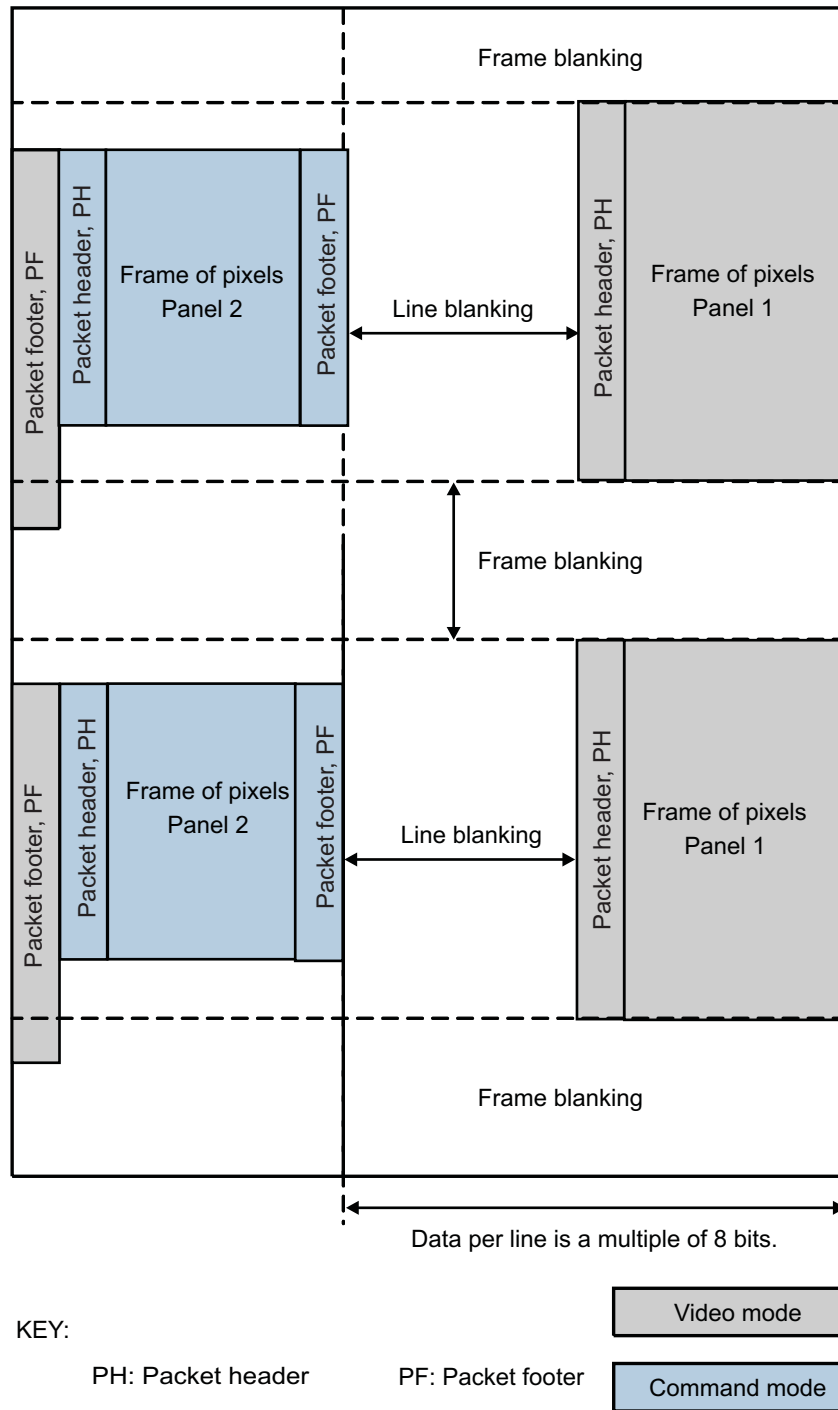 Frame blanking
Packet footer, PF
Packet header, PH
Frame of pixels
Panel 2
Packet footer, PF
Line blanking
Packet header, PH
Frame of pixels
Panel 1
Frame blanking
Packet footer, PF
Packet header, PH
Frame of pixels
Panel 2
Packet footer, PF
Line blanking
Packet header, PH
Frame of pixels
Panel 1
Frame blanking
Data per line is a multiple of 8 bits.
KEY:
Video mode
PH: Packet header
PF: Packet footer
Command mode